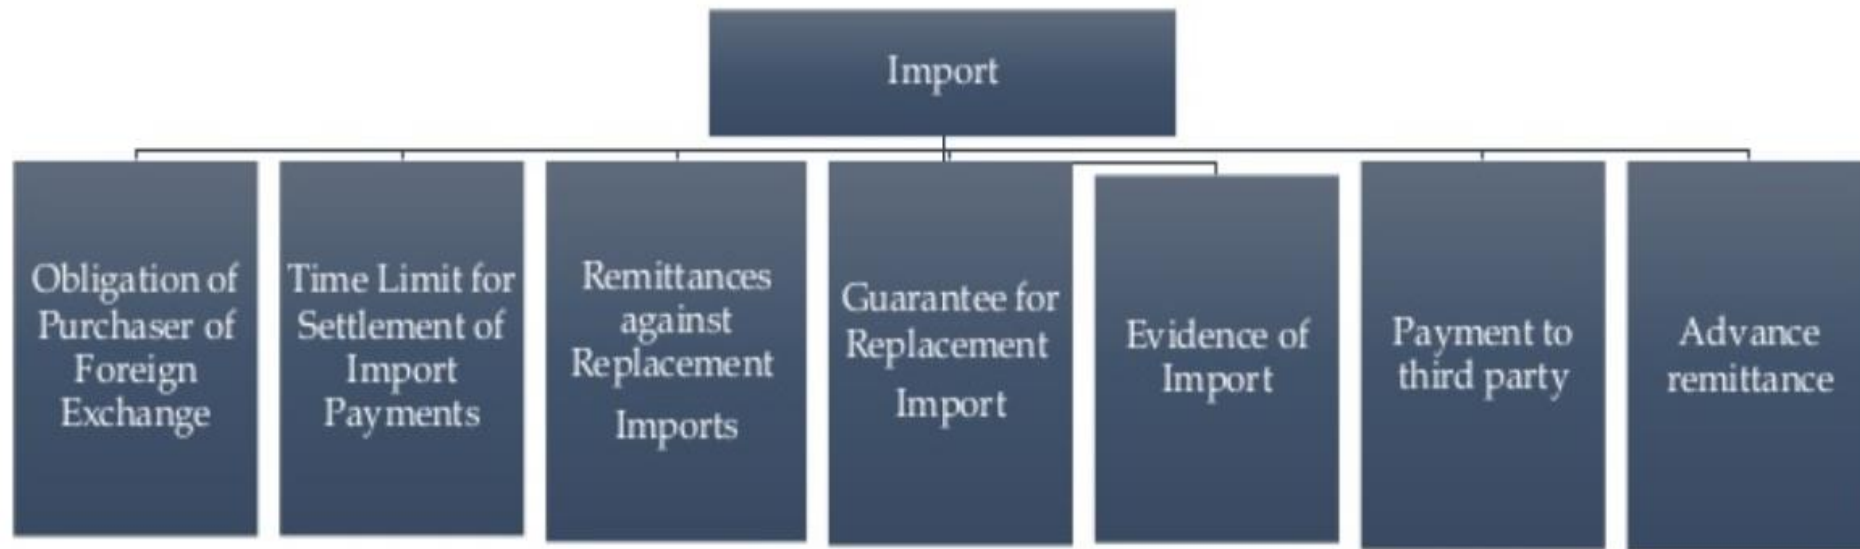 Import
Obligation of
Purchaser of
Foreign
Exchange
Time Limit for
Settlement of
Import
Payments
Remittances
against
Replacement
Imports
Guarantee for
Replacement
Import
Evidence of
Import
Payment to
third party
Advance
remittance